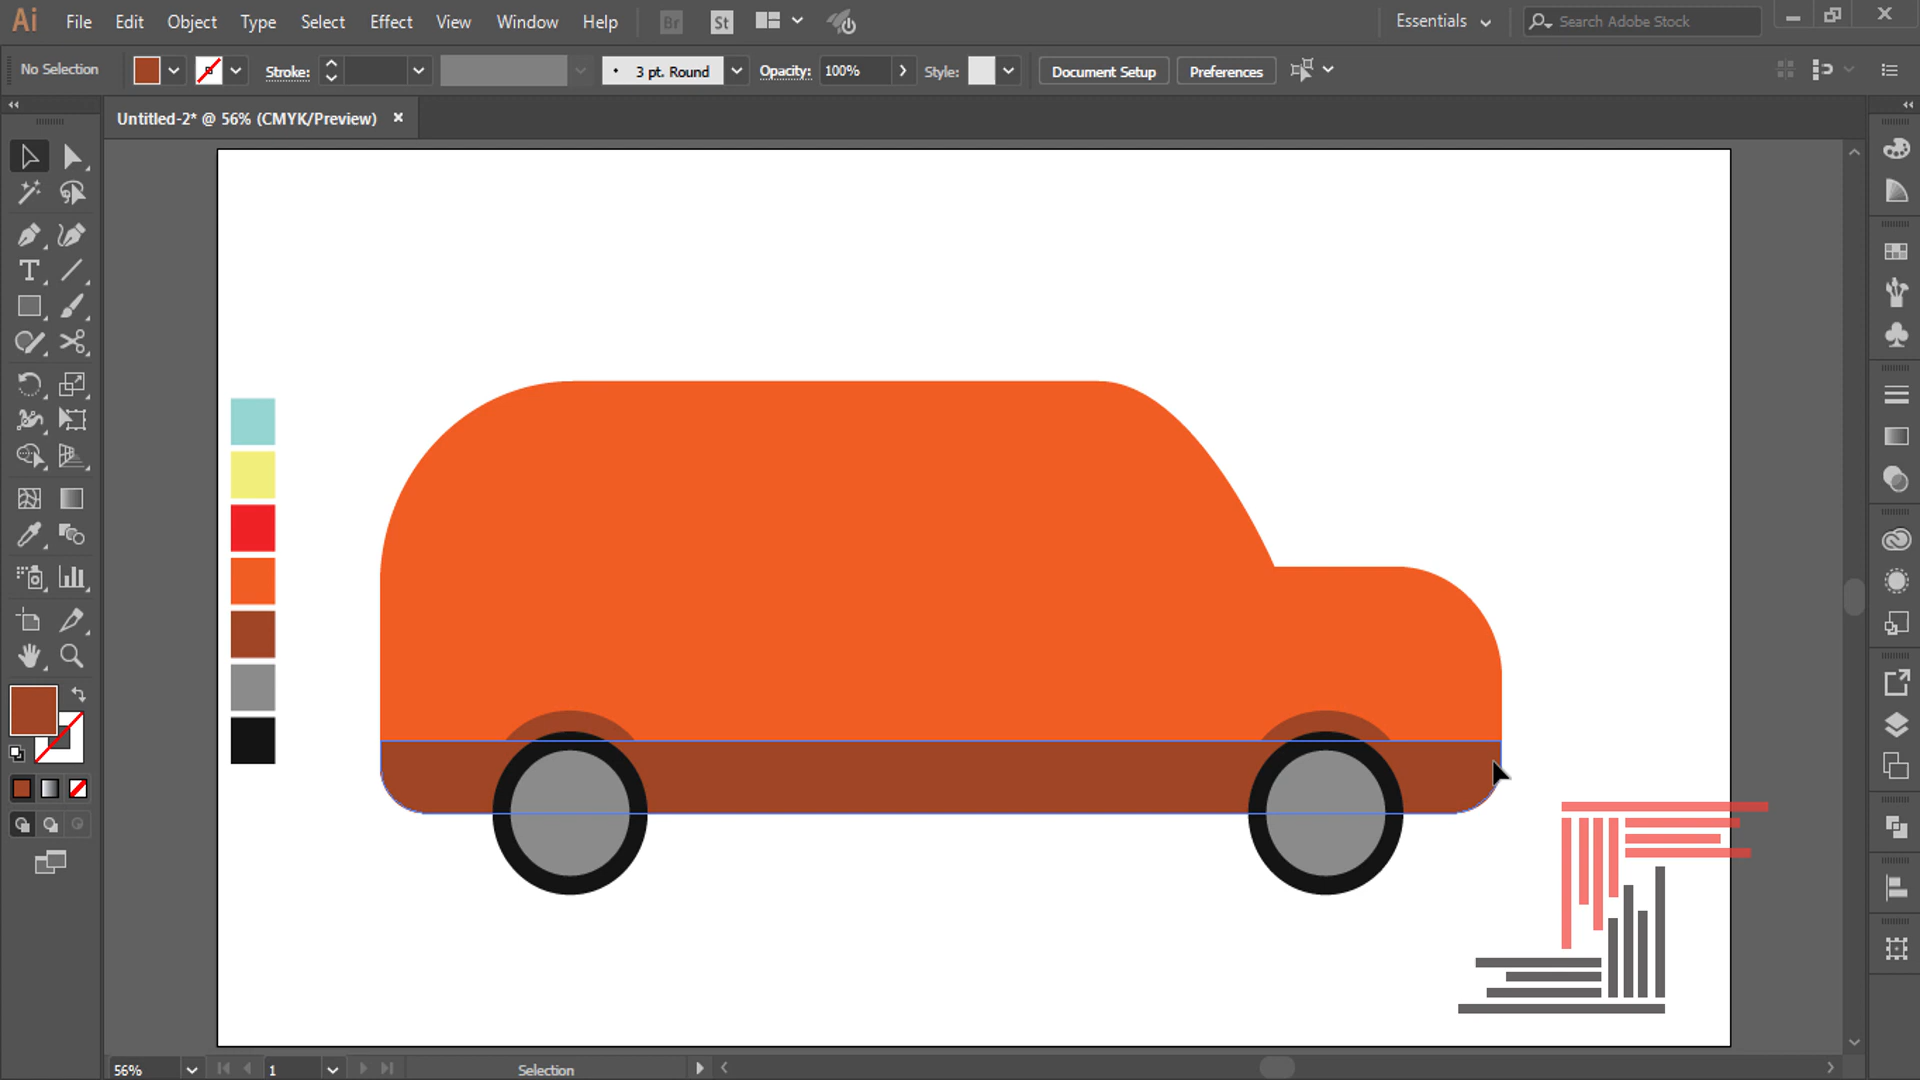 Ai File Edit Object Type Select Effect View Window Help Br St Essentials Search Adobe Stock
No Selection Stroke: 3 pt. Round Opacity: 100% Style: Document Setup Preferences
Untitled-2* @ 56% (CMYK/Preview)
56% 1 Selection